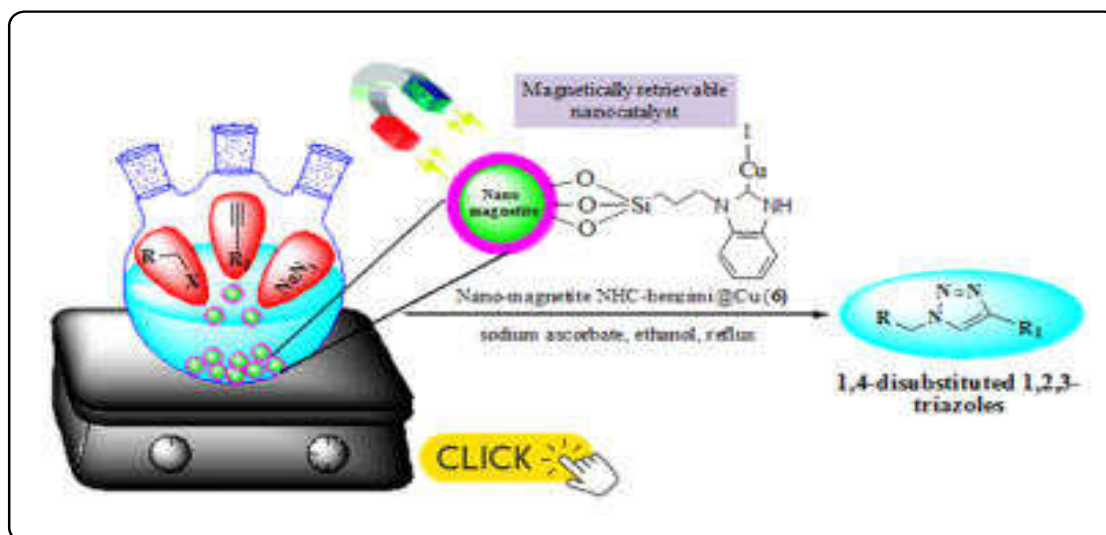 Magnetically retrievable
nanocatalyst
I
Cu
Nano
magnetite
O
O
O
Si
N
NH
R
X
R1
NaN3
Nano-magnetite NHC-benzimi@Cu (6)
sodium ascorbate, ethanol, reflux
N=N
R
N
R1
1,4-disubstituted 1,2,3-
triazoles
CLICK